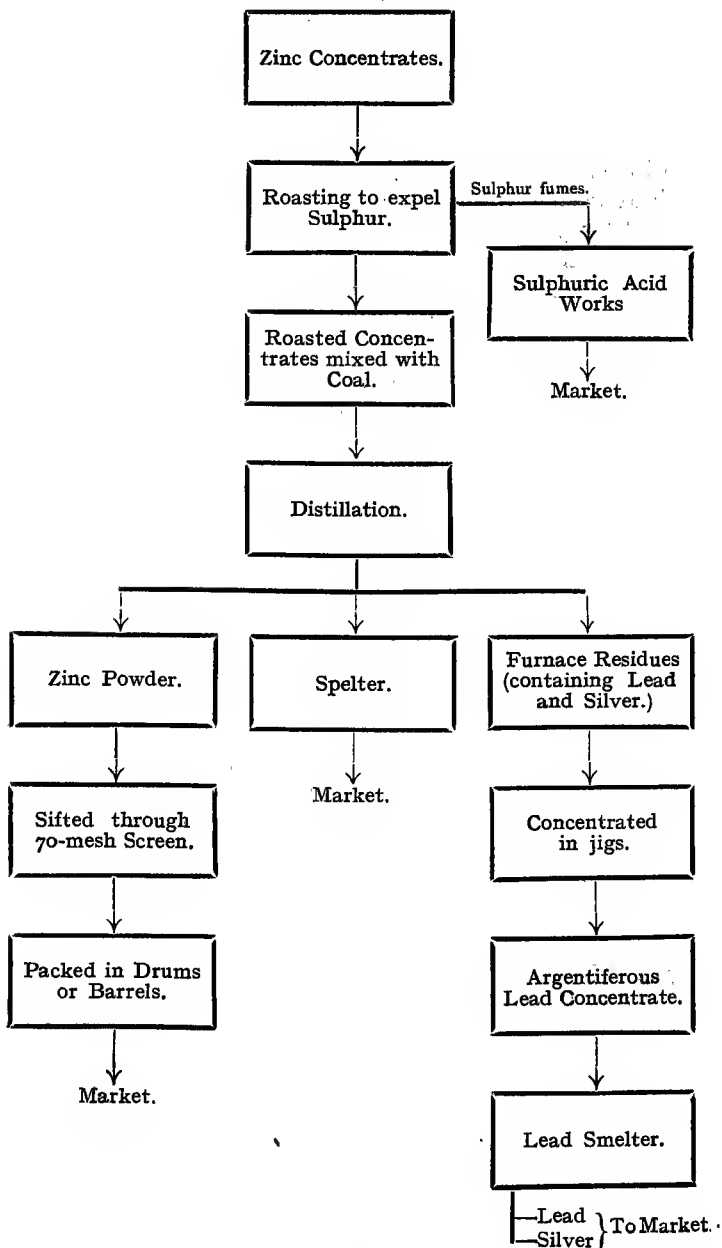 Zinc Concentrates.
Roasting to expel
Sulphur.
Sulphur fumes.
Sulphuric Acid
Works
Market.
Roasted Concen-
trates mixed with
Coal.
Distillation.
Zinc Powder.
Sifted through
70-mesh Screen.
Packed in Drums
or Barrels.
Market.
Spelter.
Market.
Furnace Residues
(containing Lead
and Silver.)
Concentrated
in jigs.
Argentiferous
Lead Concentrate.
Lead Smelter.
Lead
Silver
} To Market.